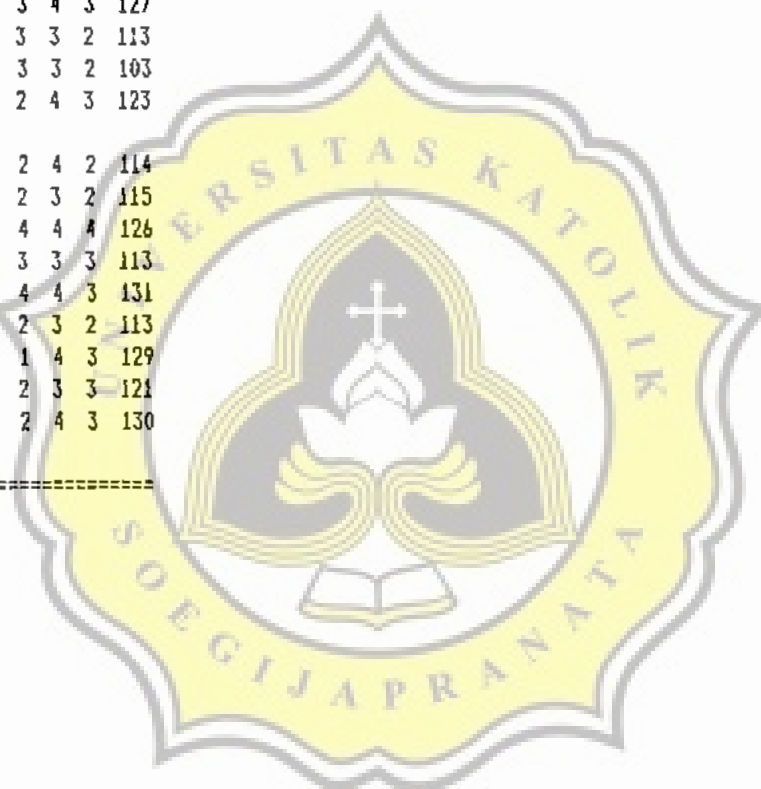 3 4 3 127
3 3 2 113
3 3 2 103
2 4 3 123
2 4 2 114
2 3 2 115
4 4 4 126
3 3 3 113
4 4 3 131
2 3 2 113
1 4 3 129
2 3 3 121
2 4 3 130
==============
UNIVERSITAS KATOLIK
SOEGIJAPRANATA